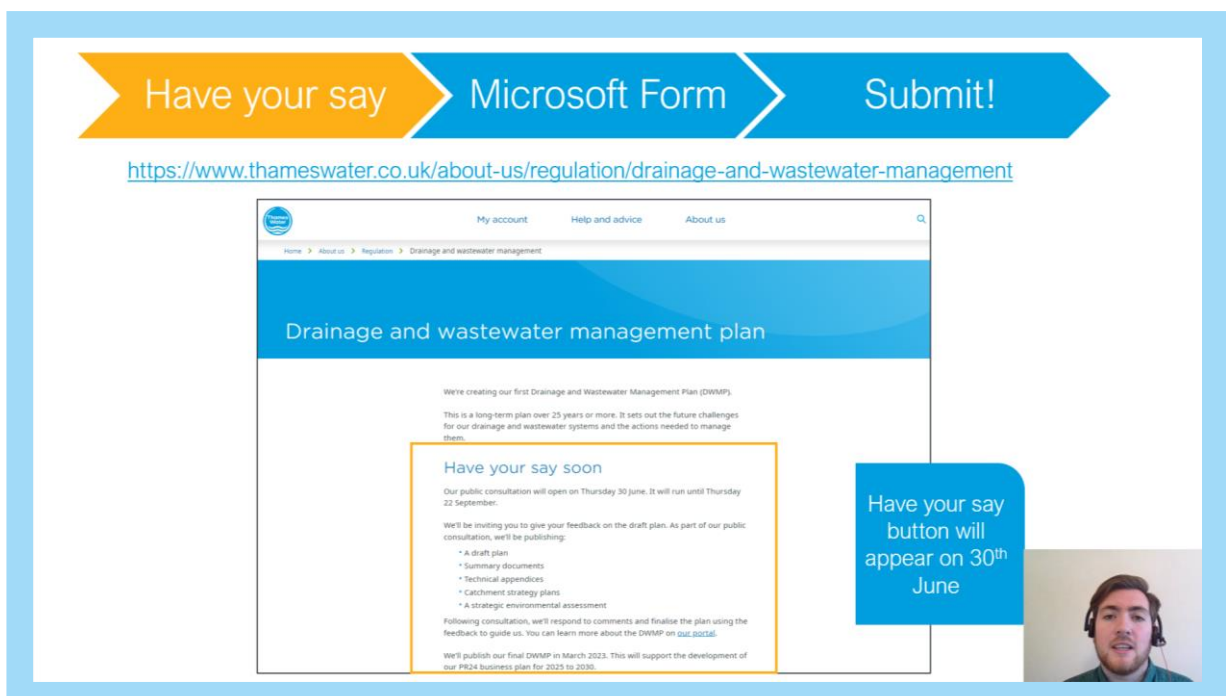 Have your say
Microsoft Form
Submit!
https://www.thameswater.co.uk/about-us/regulation/drainage-and-wastewater-management
Thames
Water
My account
Help and advice
About us
Home > About us > Regulation > Drainage and wastewater management
Drainage and wastewater management plan
We're creating our first Drainage and Wastewater Management Plan (DWMP).
This is a long-term plan over 25 years or more. It sets out the future challenges
for our drainage and wastewater systems and the actions needed to manage
them.
Have your say soon
Our public consultation will open on Thursday 30 June. It will run until Thursday
22 September.
We'll be inviting you to give your feedback on the draft plan. As part of our public
consultation, we'll be publishing:
• A draft plan
• Summary documents
• Technical appendices
• Catchment strategy plans
• A strategic environmental assessment
Following consultation, we'll respond to comments and finalise the plan using the
feedback to guide us. You can learn more about the DWMP on our portal.
We'll publish our final DWMP in March 2023. This will support the development of
our PR24 business plan for 2025 to 2030.
Have your say
button will
appear on 30th
June